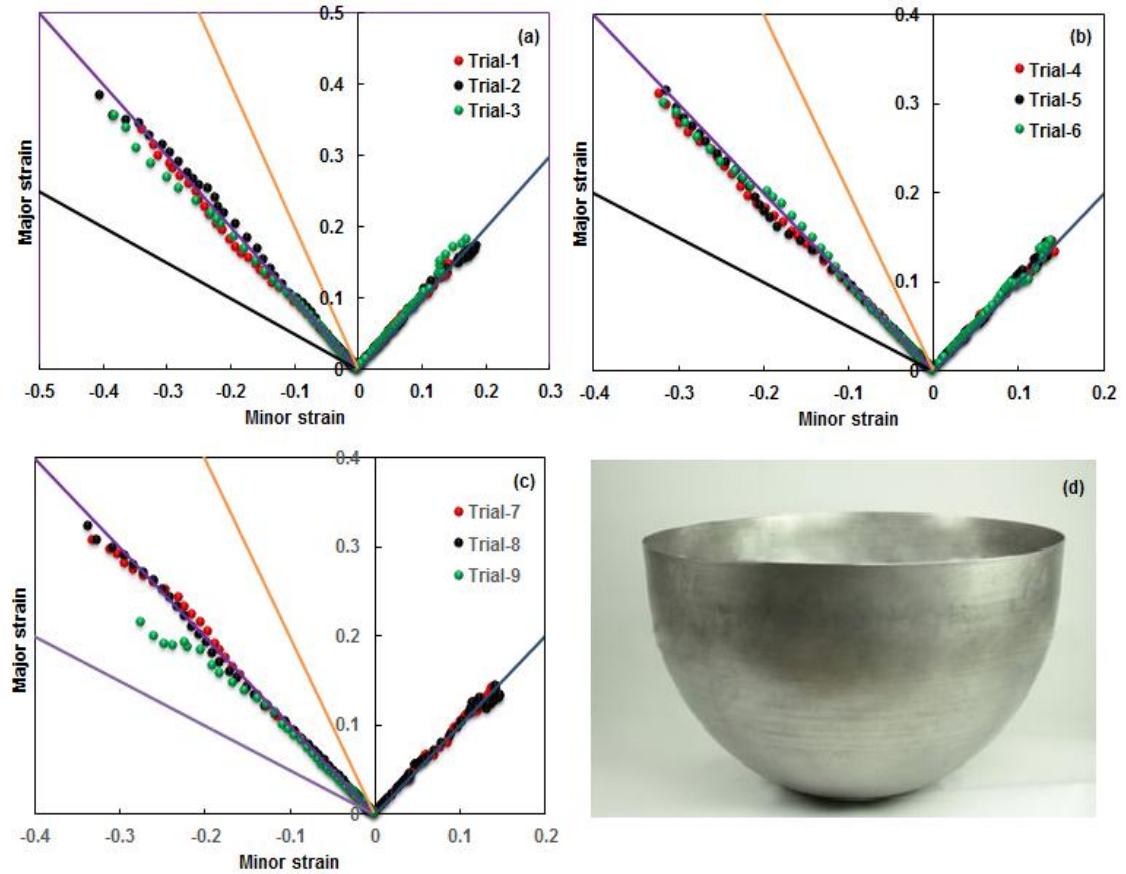 0.5
(a)
Trial-1
Trial-2
Trial-3
0.4
0.3
0.2
0.1
0
Major strain
-0.5 -0.4 -0.3 -0.2 -0.1 0 0.1 0.2 0.3
Minor strain
0.4
(b)
Trial-4
Trial-5
Trial-6
0.3
0.2
0.1
0
Major strain
-0.4 -0.3 -0.2 -0.1 0 0.1 0.2
Minor strain
0.4
(c)
Trial-7
Trial-8
Trial-9
0.3
0.2
0.1
0
Major strain
-0.4 -0.3 -0.2 -0.1 0 0.1 0.2
Minor strain
(d)